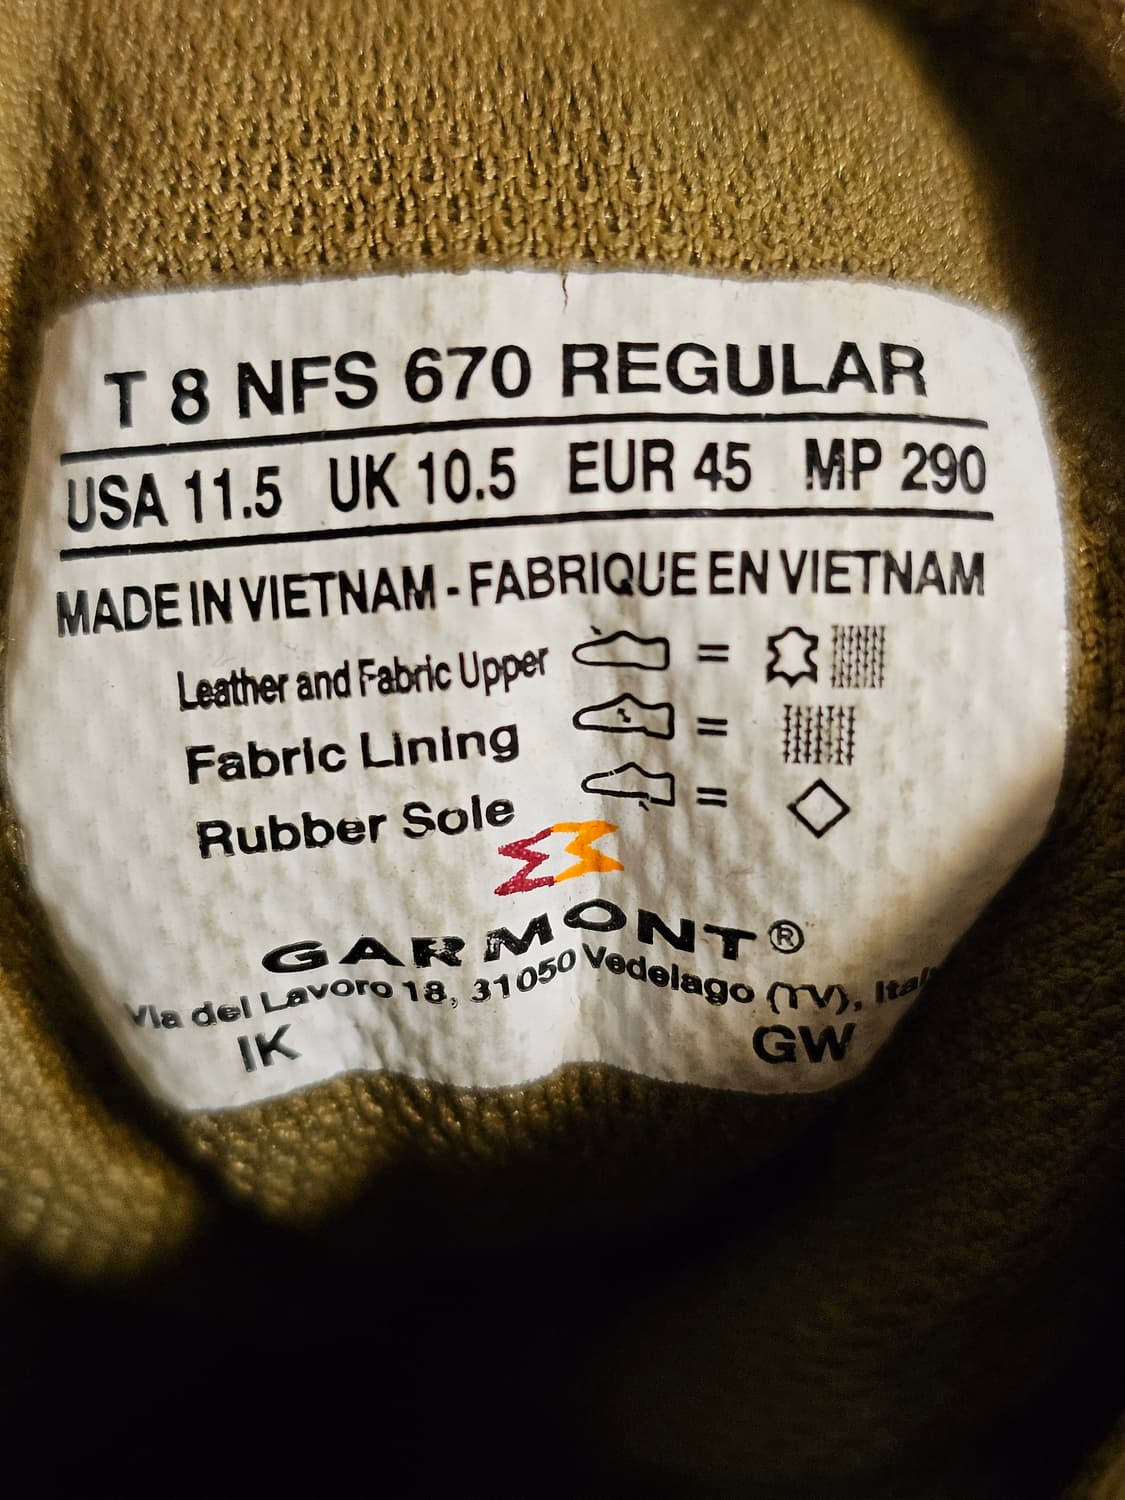 T 8 NFS 670 REGULAR
USA 11.5 UK 10.5 EUR 45 MP 290
MADE IN VIETNAM - FABRIQUE EN VIETNAM
Leather and Fabric Upper =
Fabric Lining =
Rubber Sole =
GARMONT®
Via del Lavoro 18, 31050 Vedelago (TV),
IK GW